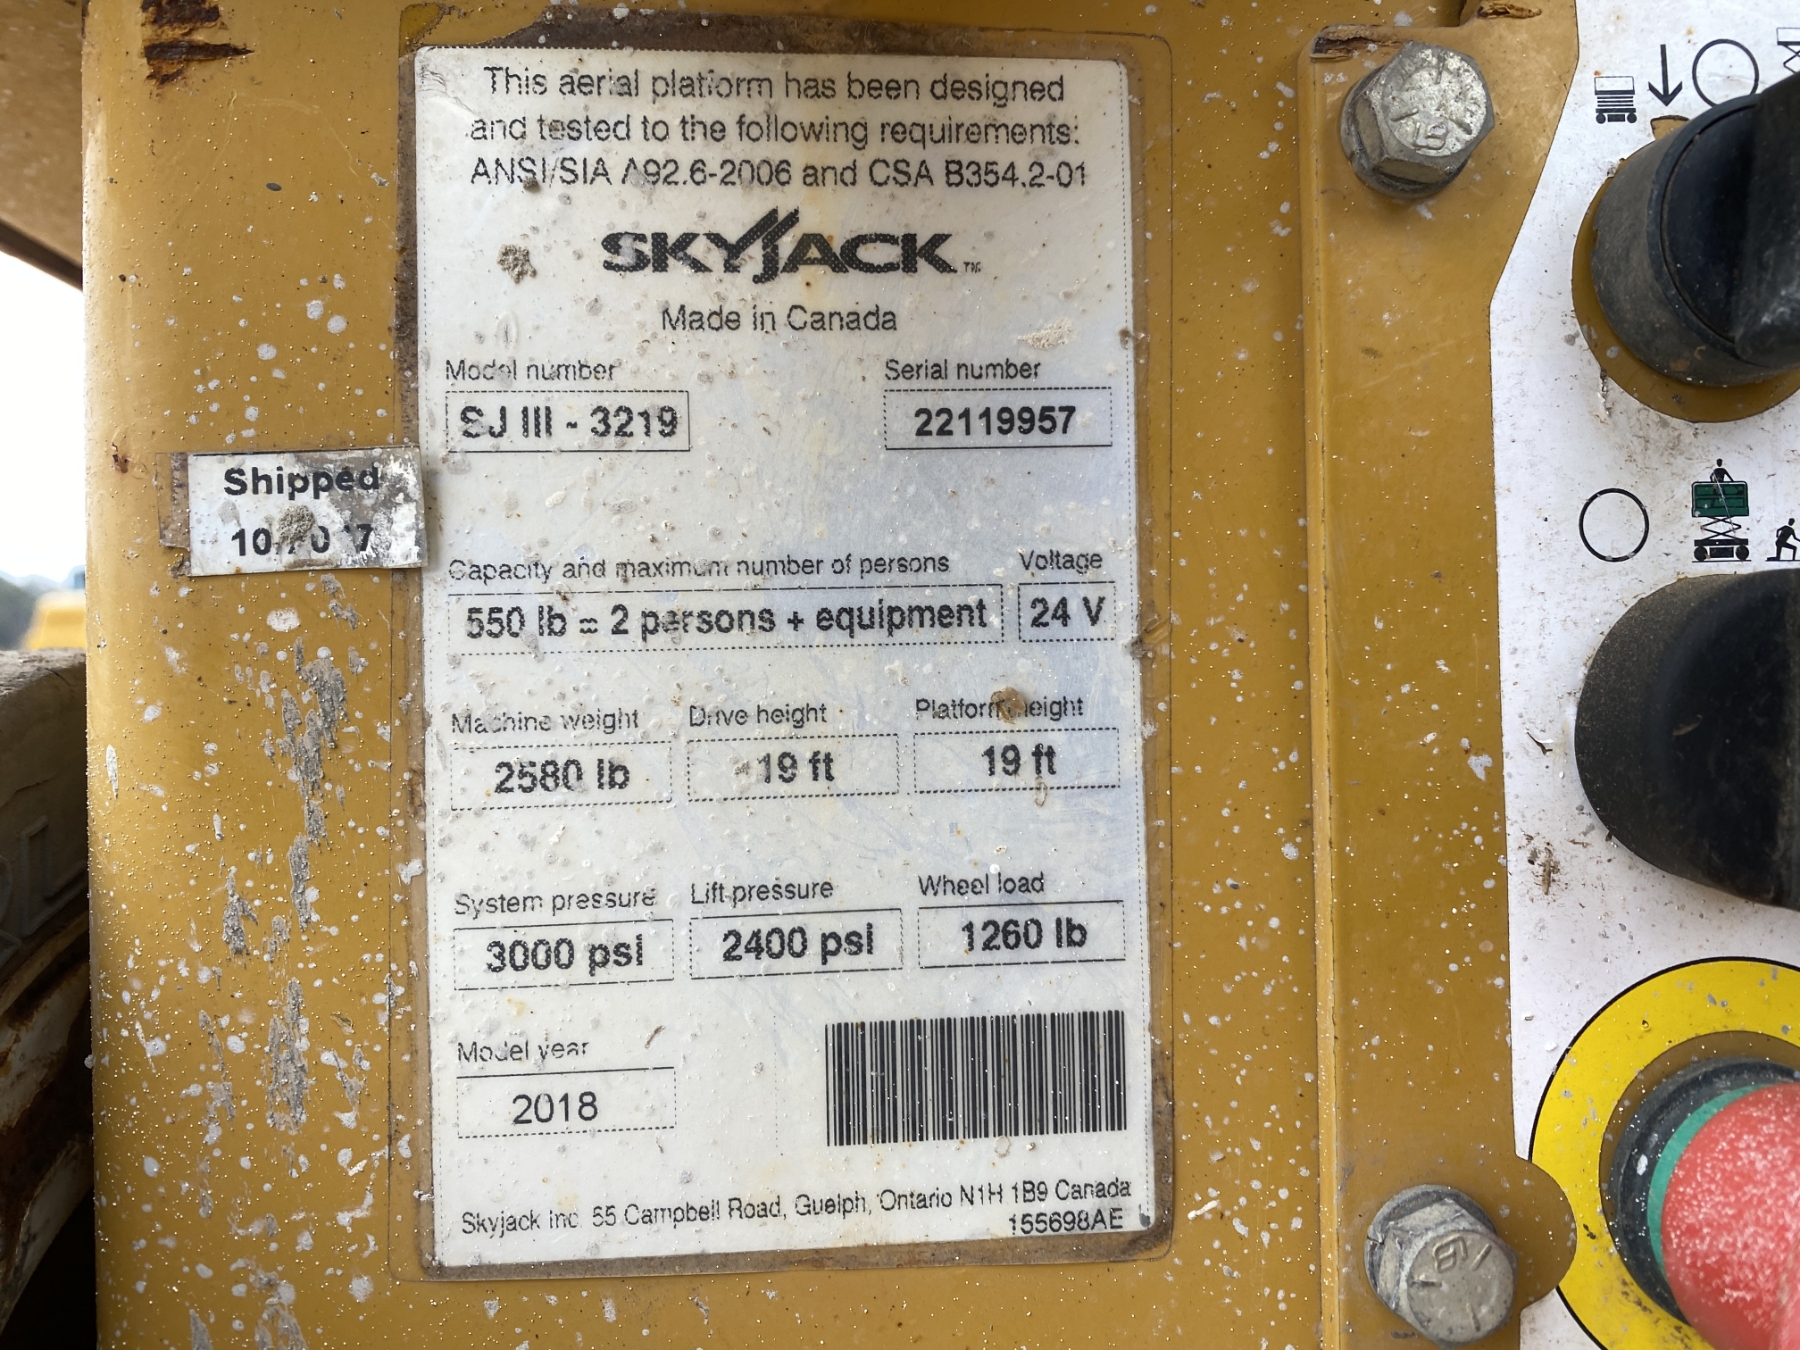 This aerial platform has been designed
and tested to the following requirements:
ANSI/SIA A92.6-2006 and CSA B354.2-01
SKYJACK™
Made in Canada
Model number Serial number
SJ III - 3219 22119957
Shipped
Capacity and maximum number of persons Voltage
550 lb = 2 persons + equipment 24 V
Machine weight Drive height Platform height
2580 lb 19 ft 19 ft
System pressure Lift pressure Wheel load
3000 psi 2400 psi 1260 lb
Model year
2018
Skyjack Inc. 55 Campbell Road, Guelph, Ontario N1H 1B9 Canada
155698AE